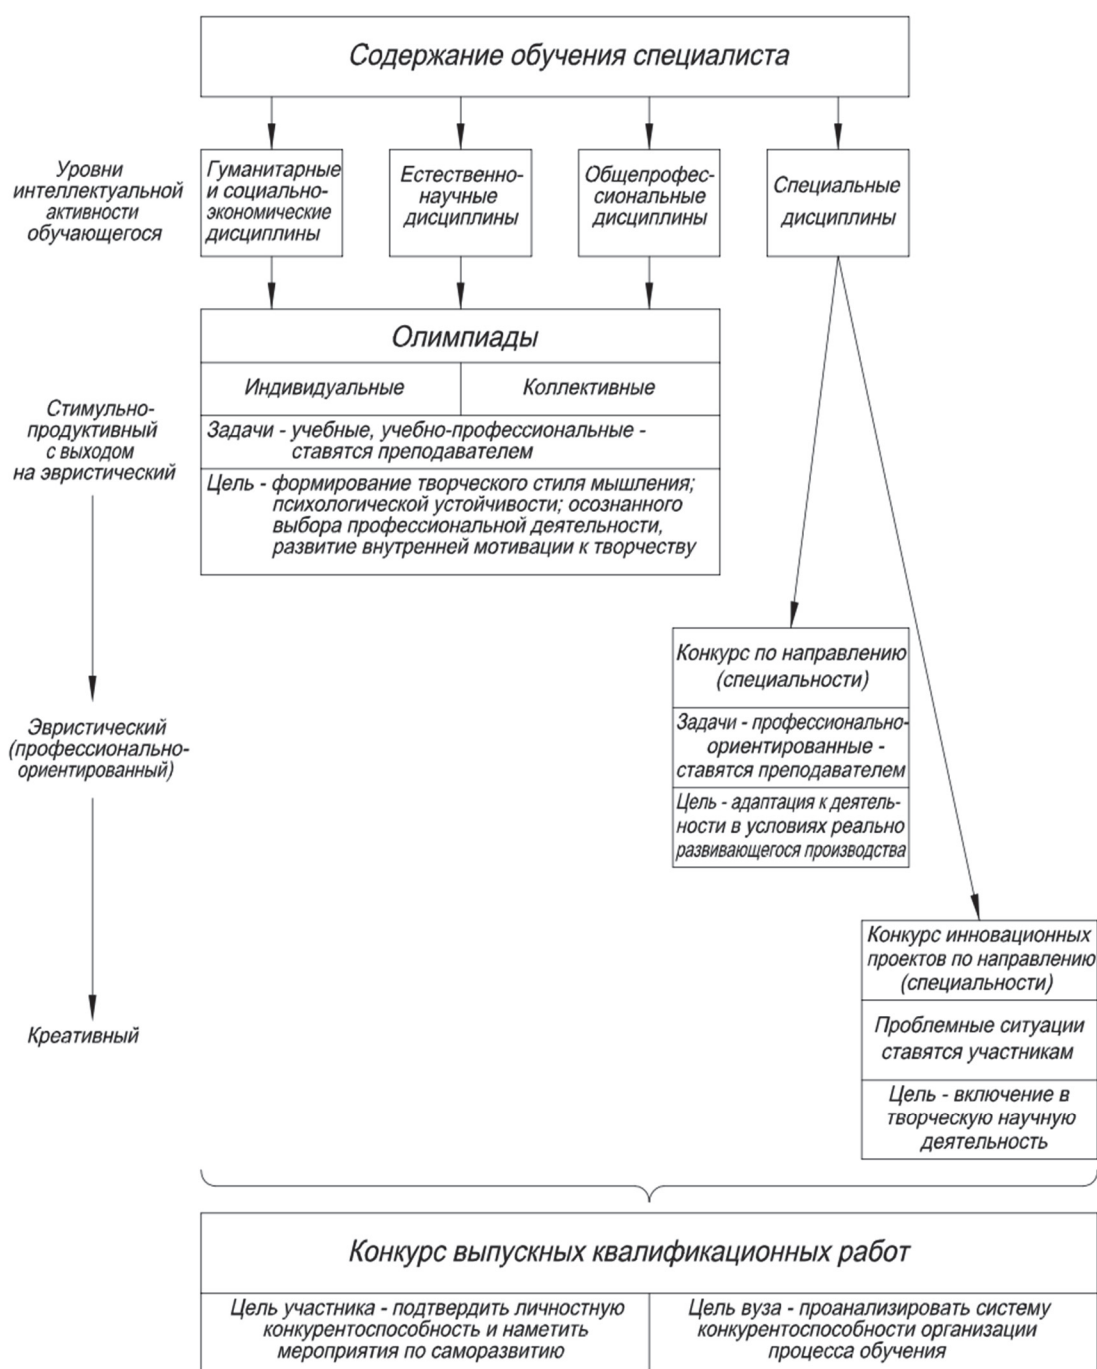 Содержание обучения специалиста
Уровни
интеллектуальной
активности
обучающегося
Гуманитарные
и социально-
экономические
дисциплины
Естественно-
научные
дисциплины
Общепрофес-
сиональные
дисциплины
Специальные
дисциплины
Олимпиады
Индивидуальные
Коллективные
Стимульно-
продуктивный
с выходом
на эвристический
Задачи - учебные, учебно-профессиональные -
ставятся преподавателем
Цель - формирование творческого стиля мышления;
психологической устойчивости; осознанного
выбора профессиональной деятельности,
развитие внутренней мотивации к творчеству
Эвристический
(профессионально-
ориентированный)
Конкурс по направлению
(специальности)
Задачи - профессионально-
ориентированные -
ставятся преподавателем
Цель - адаптация к деятель-
ности в условиях реально
развивающегося производства
Креативный
Конкурс инновационных
проектов по направлению
(специальности)
Проблемные ситуации
ставятся участникам
Цель - включение в
творческую научную
деятельность
Конкурс выпускных квалификационных работ
Цель участника - подтвердить личностную
конкурентоспособность и наметить
мероприятия по саморазвитию
Цель вуза - проанализировать систему
конкурентоспособности организации
процесса обучения